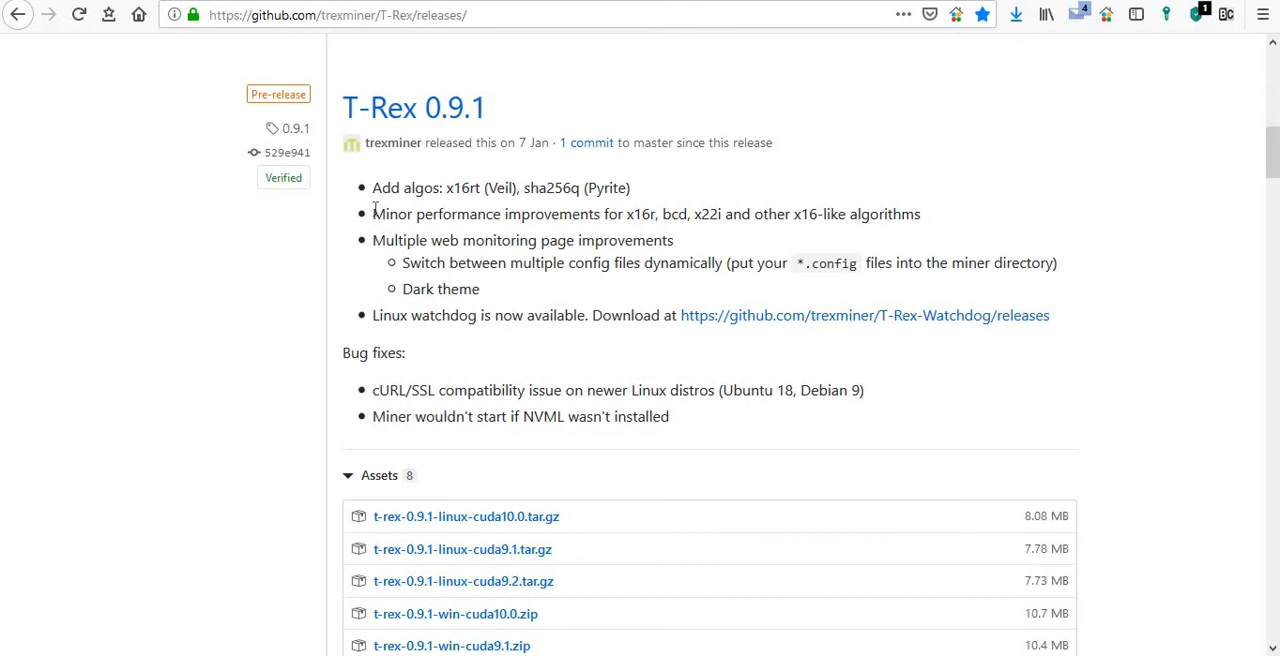 https://github.com/trexminer/T-Rex/releases/
4
1
Pre-release
T-Rex 0.9.1
0.9.1
trexminer released this on 7 Jan · 1 commit to master since this release
529e941
Verified
Add algos: x16rt (Veil), sha256q (Pyrite)
Minor performance improvements for x16r, bcd, x22i and other x16-like algorithms
Multiple web monitoring page improvements
Switch between multiple config files dynamically (put your *.config files into the miner directory)
Dark theme
Linux watchdog is now available. Download at https://github.com/trexminer/T-Rex-Watchdog/releases
Bug fixes:
cURL/SSL compatibility issue on newer Linux distros (Ubuntu 18, Debian 9)
Miner wouldn't start if NVML wasn't installed
Assets 8
t-rex-0.9.1-linux-cuda10.0.tar.gz 8.08 MB
t-rex-0.9.1-linux-cuda9.1.tar.gz 7.78 MB
t-rex-0.9.1-linux-cuda9.2.tar.gz 7.73 MB
t-rex-0.9.1-win-cuda10.0.zip 10.7 MB
t-rex-0.9.1-win-cuda9.1.zip 10.4 MB